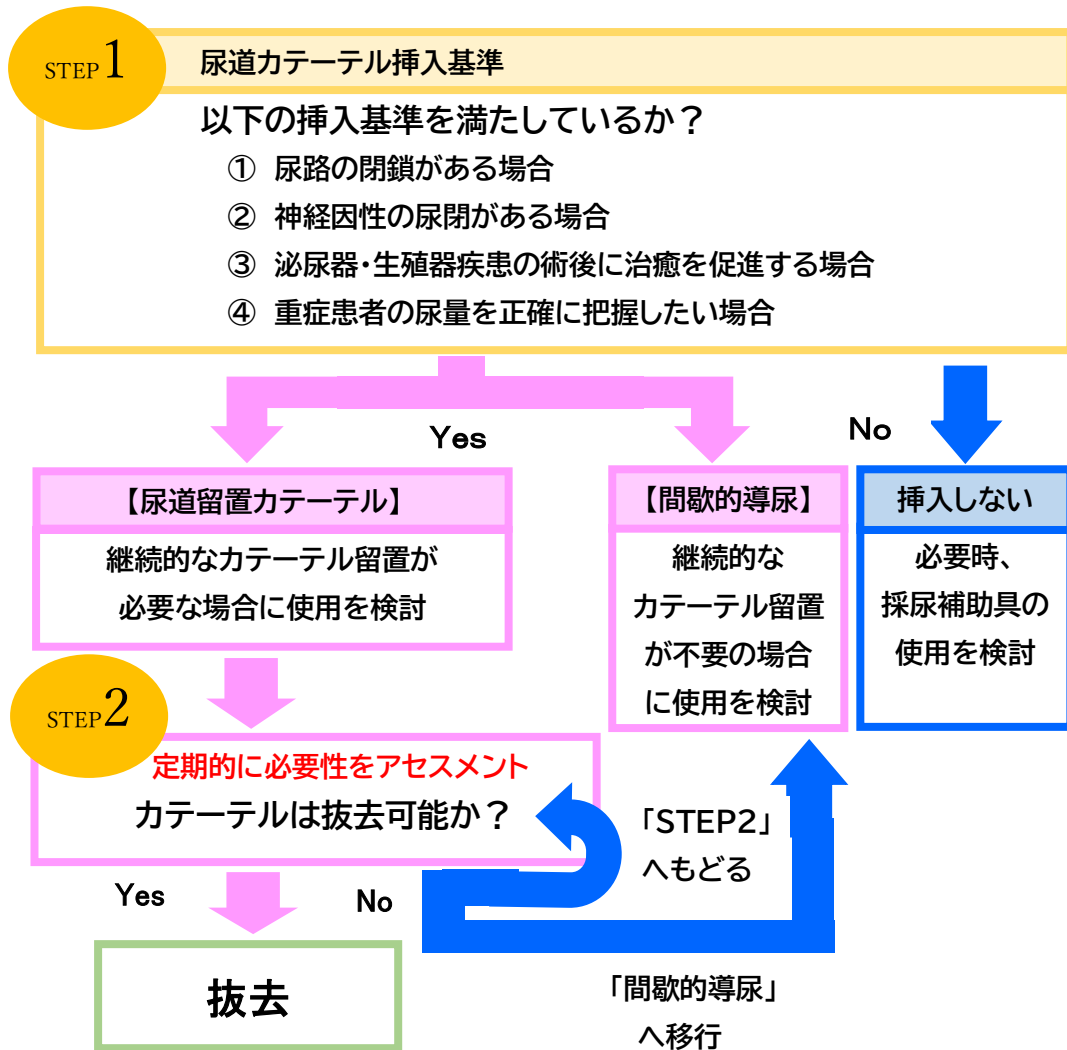 STEP1
尿道カテーテル挿入基準
以下の挿入基準を満たしているか？
① 尿路の閉鎖がある場合
② 神経因性の尿閉がある場合
③ 泌尿器・生殖器疾患の術後に治癒を促進する場合
④ 重症患者の尿量を正確に把握したい場合
Yes
No
【尿道留置カテーテル】
継続的なカテーテル留置が
必要な場合に使用を検討
【間歇的導尿】
継続的な
カテーテル留置
が不要の場合
に使用を検討
挿入しない
必要時、
採尿補助具の
使用を検討
STEP2
定期的に必要性をアセスメント
カテーテルは抜去可能か？
「STEP2」
へもどる
Yes
No
抜去
「間歇的導尿」
へ移行